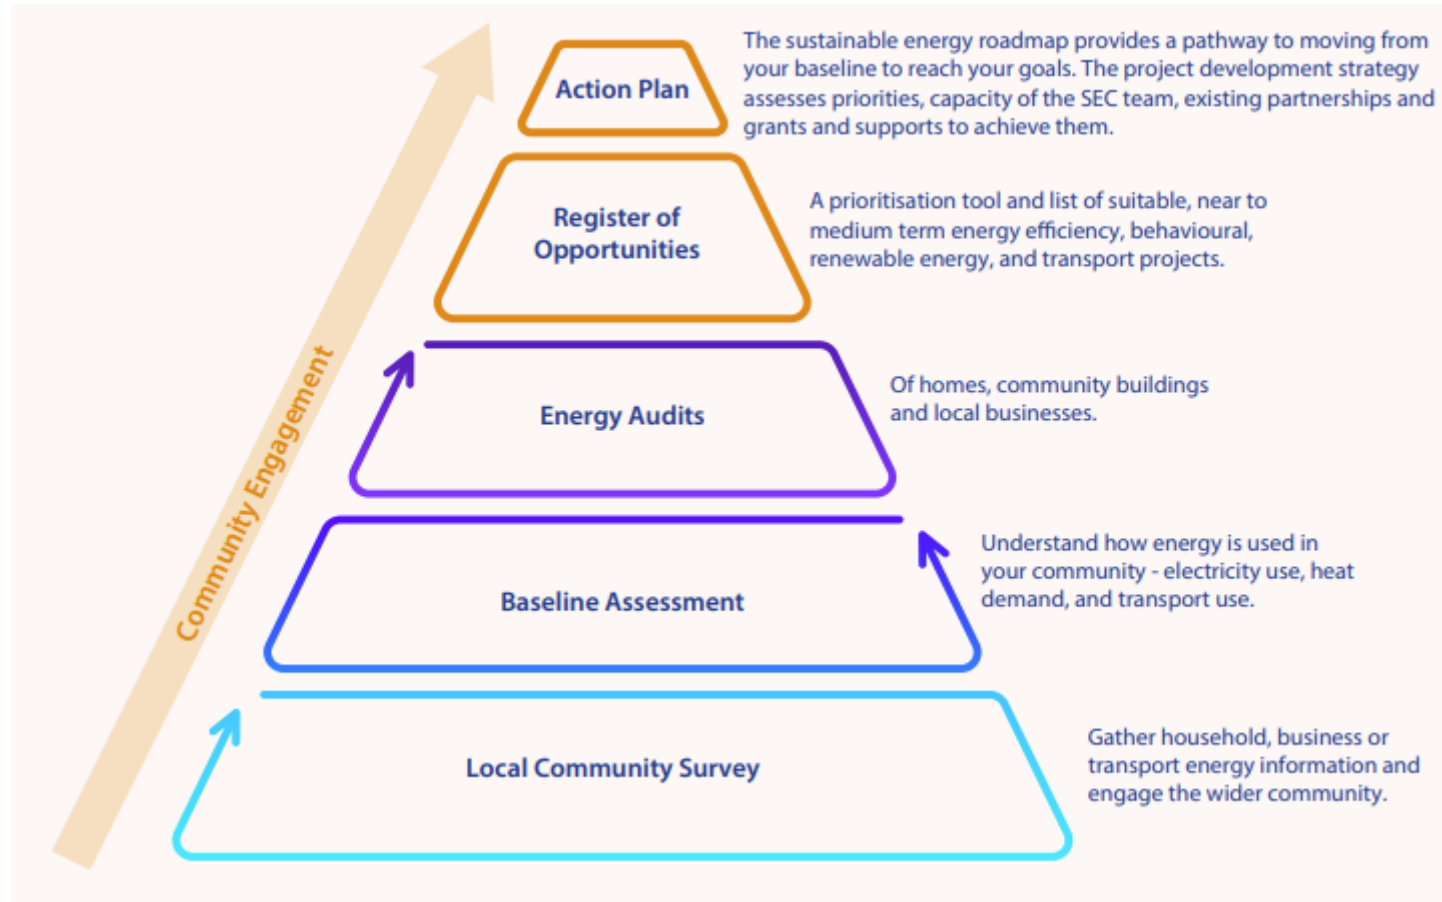 The sustainable energy roadmap provides a pathway to moving from
your baseline to reach your goals. The project development strategy
assesses priorities, capacity of the SEC team, existing partnerships and
grants and supports to achieve them.
Action Plan
Register of
Opportunities
A prioritisation tool and list of suitable, near to
medium term energy efficiency, behavioural,
renewable energy, and transport projects.
Energy Audits
Of homes, community buildings
and local businesses.
Community Engagement
Baseline Assessment
Understand how energy is used in
your community - electricity use, heat
demand, and transport use.
Local Community Survey
Gather household, business or
transport energy information and
engage the wider community.